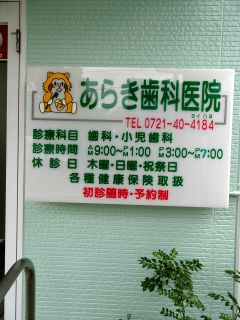 あらき歯科医院
TEL 0721-40-4184
診療科目 歯科・小児歯科
診療時間 AM9:00~PM1:00 PM3:00~PM7:00
休診日 木曜・日曜・祝祭日
各種健康保険取扱
初診随時・予約制